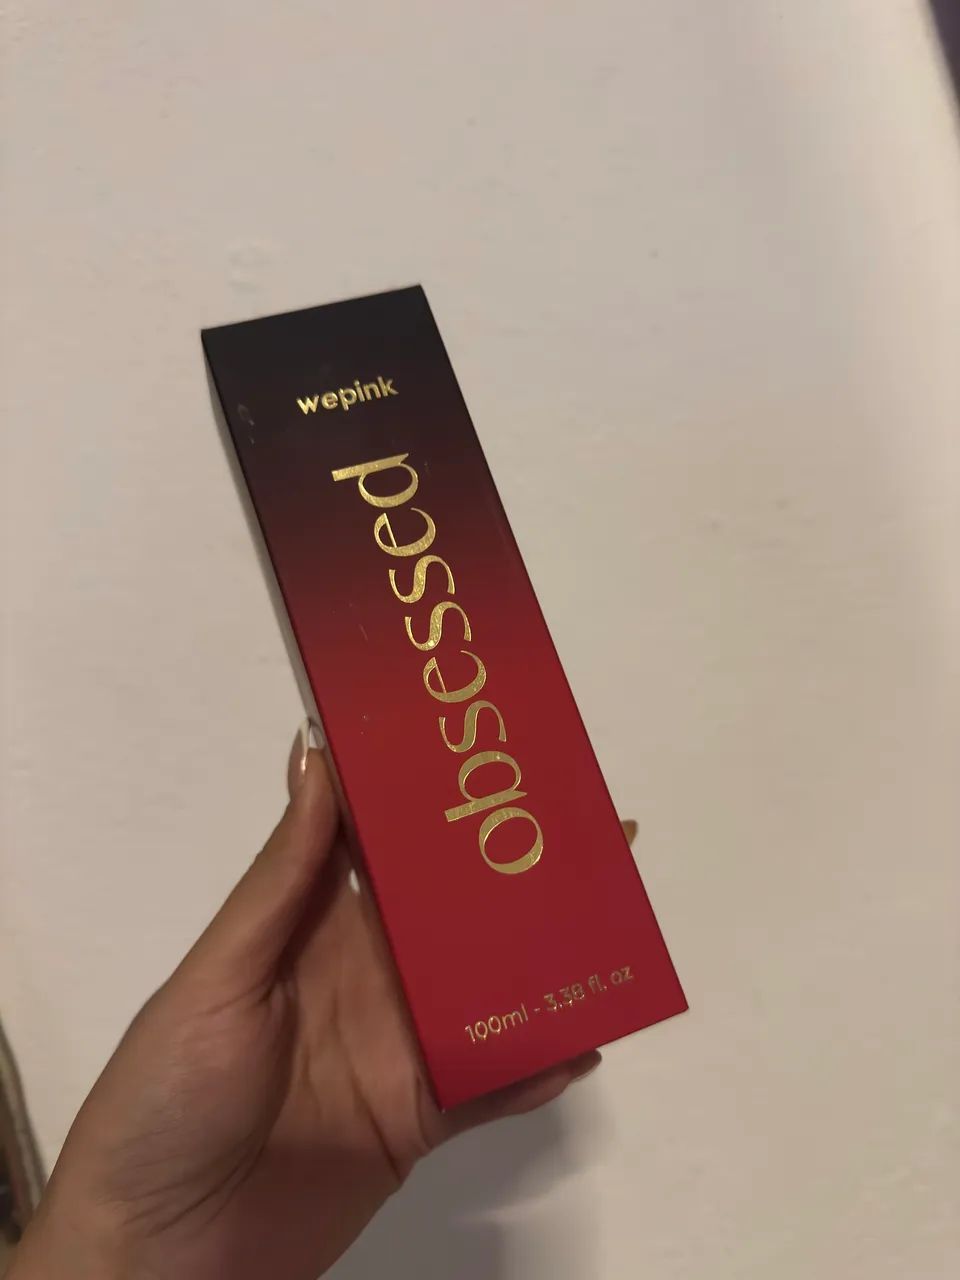 wepink
obsessed
100ml - 3.38 fl. oz